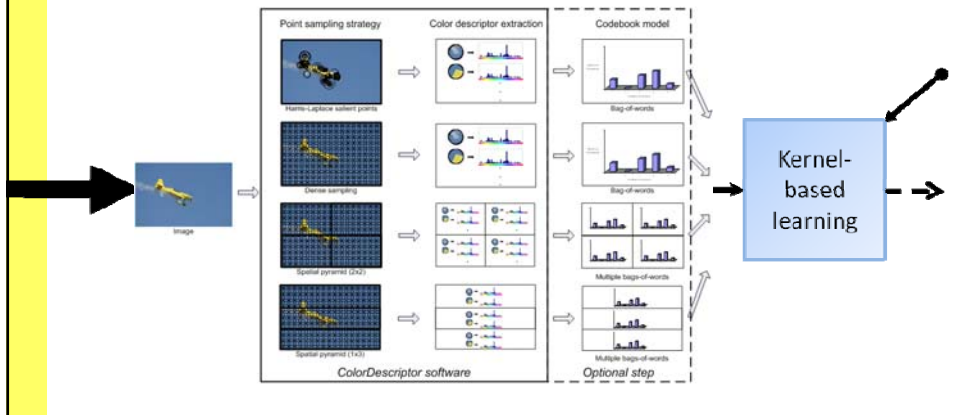 Point sampling strategy
Color descriptor extraction
Codebook model
Harris-Laplace salient points
Bag-of-words
Dense sampling
Bag-of-words
Image
Spatial pyramid (2x2)
Multiple bags-of-words
Spatial pyramid (1x3)
Multiple bags-of-words
ColorDescriptor software
Optional step
Kernel-
based
learning